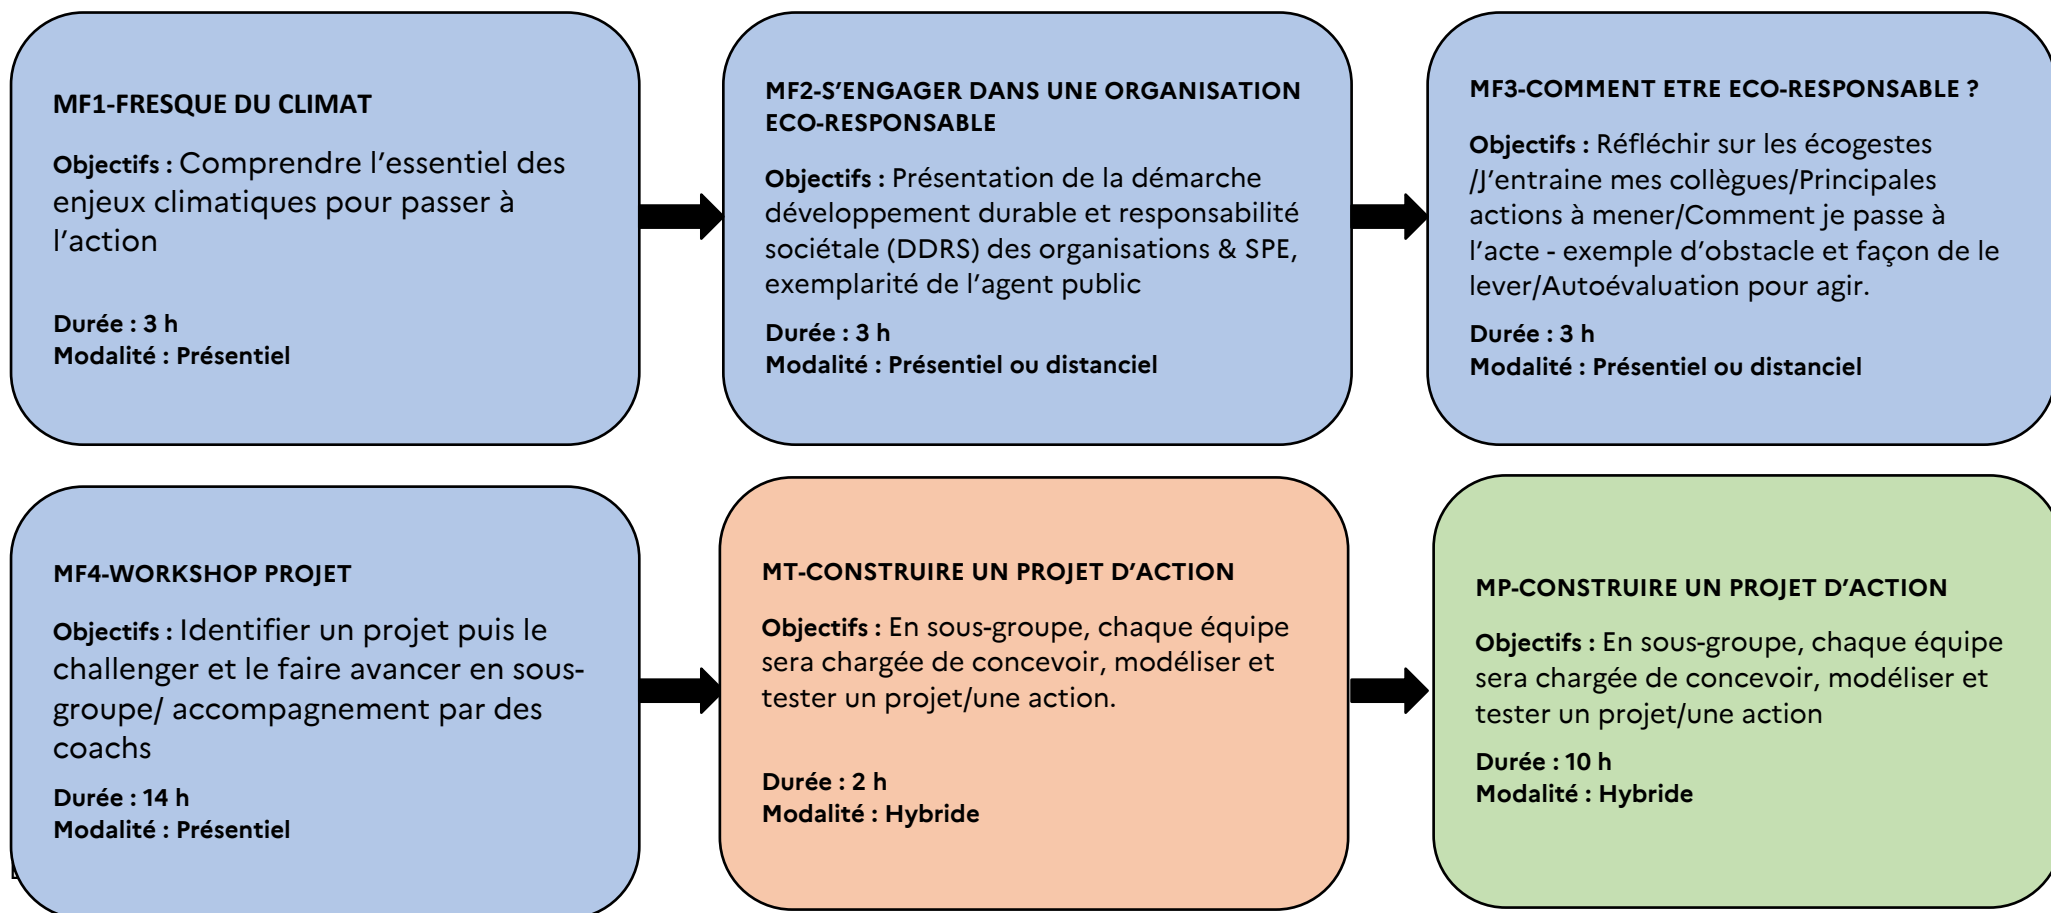 MF1-FRESQUE DU CLIMAT
Objectifs : Comprendre l’essentiel des
enjeux climatiques pour passer à
l’action
Durée : 3 h
Modalité : Présentiel
MF2-S’ENGAGER DANS UNE ORGANISATION
ECO-RESPONSABLE
Objectifs : Présentation de la démarche
développement durable et responsabilité
sociétale (DDRS) des organisations & SPE,
exemplarité de l’agent public
Durée : 3 h
Modalité : Présentiel ou distanciel
MF3-COMMENT ETRE ECO-RESPONSABLE ?
Objectifs : Réfléchir sur les écogestes
/J’entraine mes collègues/Principales
actions à mener/Comment je passe à
l’acte - exemple d’obstacle et façon de le
lever/Autoévaluation pour agir.
Durée : 3 h
Modalité : Présentiel ou distanciel
MF4-WORKSHOP PROJET
Objectifs : Identifier un projet puis le
challenger et le faire avancer en sous-
groupe/ accompagnement par des
coachs
Durée : 14 h
Modalité : Présentiel
MT-CONSTRUIRE UN PROJET D’ACTION
Objectifs : En sous-groupe, chaque équipe
sera chargée de concevoir, modéliser et
tester un projet/une action.
Durée : 2 h
Modalité : Hybride
MP-CONSTRUIRE UN PROJET D’ACTION
Objectifs : En sous-groupe, chaque équipe
sera chargée de concevoir, modéliser et
tester un projet/une action
Durée : 10 h
Modalité : Hybride